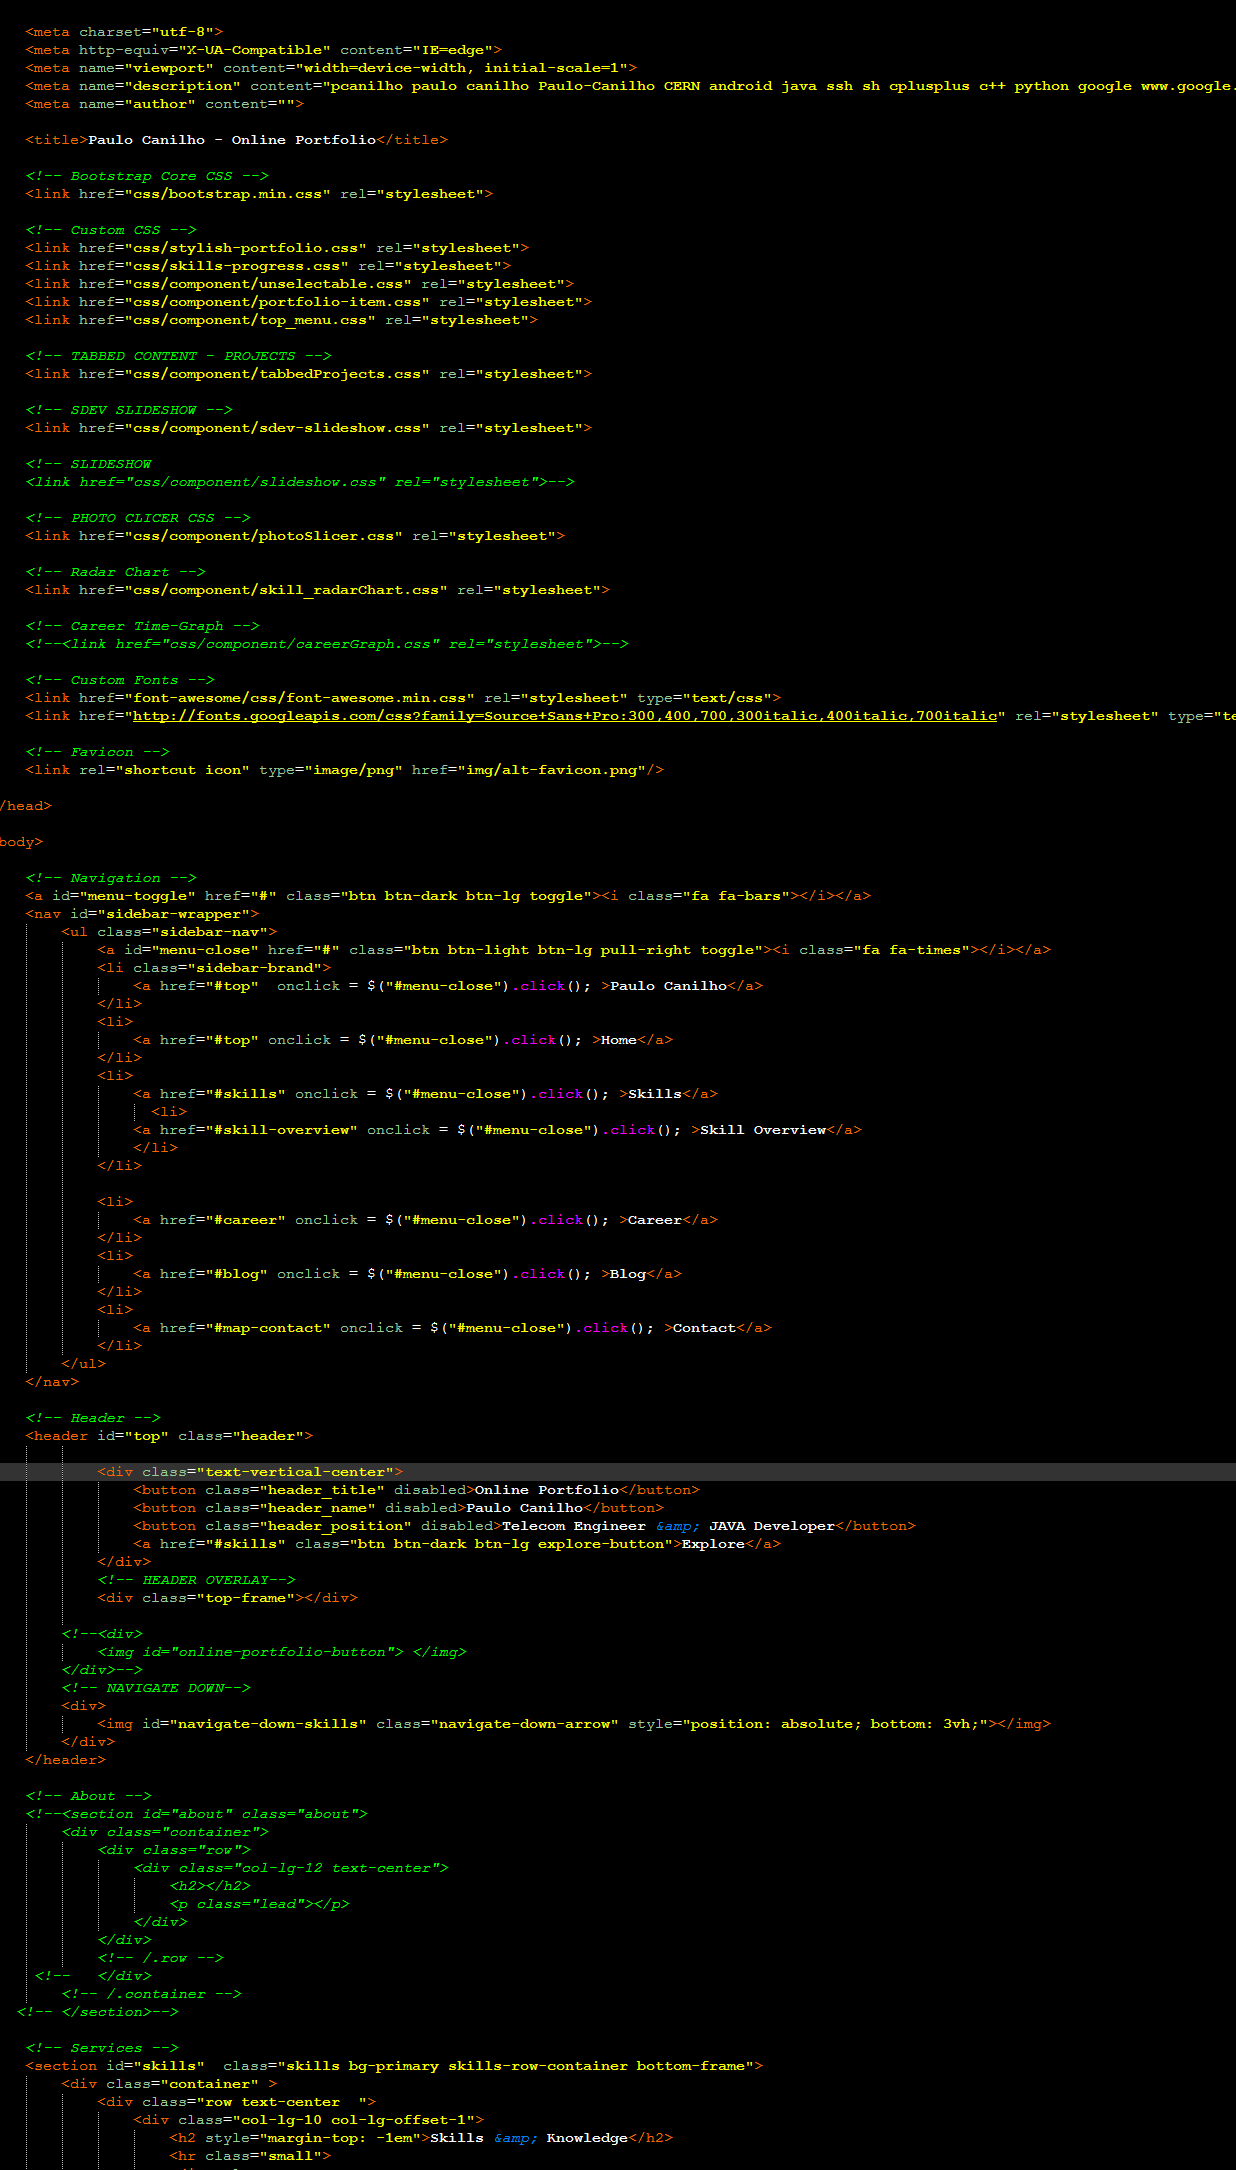 <meta charset="utf-8">
<meta http-equiv="X-UA-Compatible" content="IE=edge">
<meta name="viewport" content="width=device-width, initial-scale=1">
<meta name="description" content="pcanilho paulo canilho Paulo-Canilho CERN android java ssh sh cplusplus c++ python google www.google.
<meta name="author" content="">
<title>Paulo Canilho - Online Portfolio</title>
<!-- Bootstrap Core CSS -->
<link href="css/bootstrap.min.css" rel="stylesheet">
<!-- Custom CSS -->
<link href="css/stylish-portfolio.css" rel="stylesheet">
<link href="css/skills-progress.css" rel="stylesheet">
<link href="css/component/unselectable.css" rel="stylesheet">
<link href="css/component/portfolio-item.css" rel="stylesheet">
<link href="css/component/top_menu.css" rel="stylesheet">
<!-- TABBED CONTENT - PROJECTS -->
<link href="css/component/tabbedProjects.css" rel="stylesheet">
<!-- SDEV SLIDESHOW -->
<link href="css/component/sdev-slideshow.css" rel="stylesheet">
<!-- SLIDESHOW
<link href="css/component/slideshow.css" rel="stylesheet">-->
<!-- PHOTO CLICER CSS -->
<link href="css/component/photoSlicer.css" rel="stylesheet">
<!-- Radar Chart -->
<link href="css/component/skill_radarChart.css" rel="stylesheet">
<!-- Career Time-Graph -->
<!--<link href="css/component/careerGraph.css" rel="stylesheet">-->
<!-- Custom Fonts -->
<link href="font-awesome/css/font-awesome.min.css" rel="stylesheet" type="text/css">
<link href="http://fonts.googleapis.com/css?family=Source+Sans+Pro:300,400,700,300italic,400italic,700italic" rel="stylesheet" type="te
<!-- Favicon -->
<link rel="shortcut icon" type="image/png" href="img/alt-favicon.png"/>
/head>
body>
<!-- Navigation -->
<a id="menu-toggle" href="#" class="btn btn-dark btn-lg toggle"><i class="fa fa-bars"></i></a>
<nav id="sidebar-wrapper">
<ul class="sidebar-nav">
<a id="menu-close" href="#" class="btn btn-light btn-lg pull-right toggle"><i class="fa fa-times"></i></a>
<li class="sidebar-brand">
<a href="#top"  onclick = $("#menu-close").click(); >Paulo Canilho</a>
</li>
<li>
<a href="#top" onclick = $("#menu-close").click(); >Home</a>
</li>
<li>
<a href="#skills" onclick = $("#menu-close").click(); >Skills</a>
<li>
<a href="#skill-overview" onclick = $("#menu-close").click(); >Skill Overview</a>
</li>
</li>
<li>
<a href="#career" onclick = $("#menu-close").click(); >Career</a>
</li>
<li>
<a href="#blog" onclick = $("#menu-close").click(); >Blog</a>
</li>
<li>
<a href="#map-contact" onclick = $("#menu-close").click(); >Contact</a>
</li>
</ul>
</nav>
<!-- Header -->
<header id="top" class="header">
<div class="text-vertical-center">
<button class="header_title" disabled>Online Portfolio</button>
<button class="header_name" disabled>Paulo Canilho</button>
<button class="header_position" disabled>Telecom Engineer &amp; JAVA Developer</button>
<a href="#skills" class="btn btn-dark btn-lg explore-button">Explore</a>
</div>
<!-- HEADER OVERLAY-->
<div class="top-frame"></div>
<!--<div>
<img id="online-portfolio-button"> </img>
</div>-->
<!-- NAVIGATE DOWN-->
<div>
<img id="navigate-down-skills" class="navigate-down-arrow" style="position: absolute; bottom: 3vh;"></img>
</div>
</header>
<!-- About -->
<!--<section id="about" class="about">
<div class="container">
<div class="row">
<div class="col-lg-12 text-center">
<h2></h2>
<p class="lead"></p>
</div>
</div>
<!-- /.row -->
<!--   </div>
<!-- /.container -->
<!-- </section>-->
<!-- Services -->
<section id="skills"  class="skills bg-primary skills-row-container bottom-frame">
<div class="container" >
<div class="row text-center  ">
<div class="col-lg-10 col-lg-offset-1">
<h2 style="margin-top: -1em">Skills &amp; Knowledge</h2>
<hr class="small">